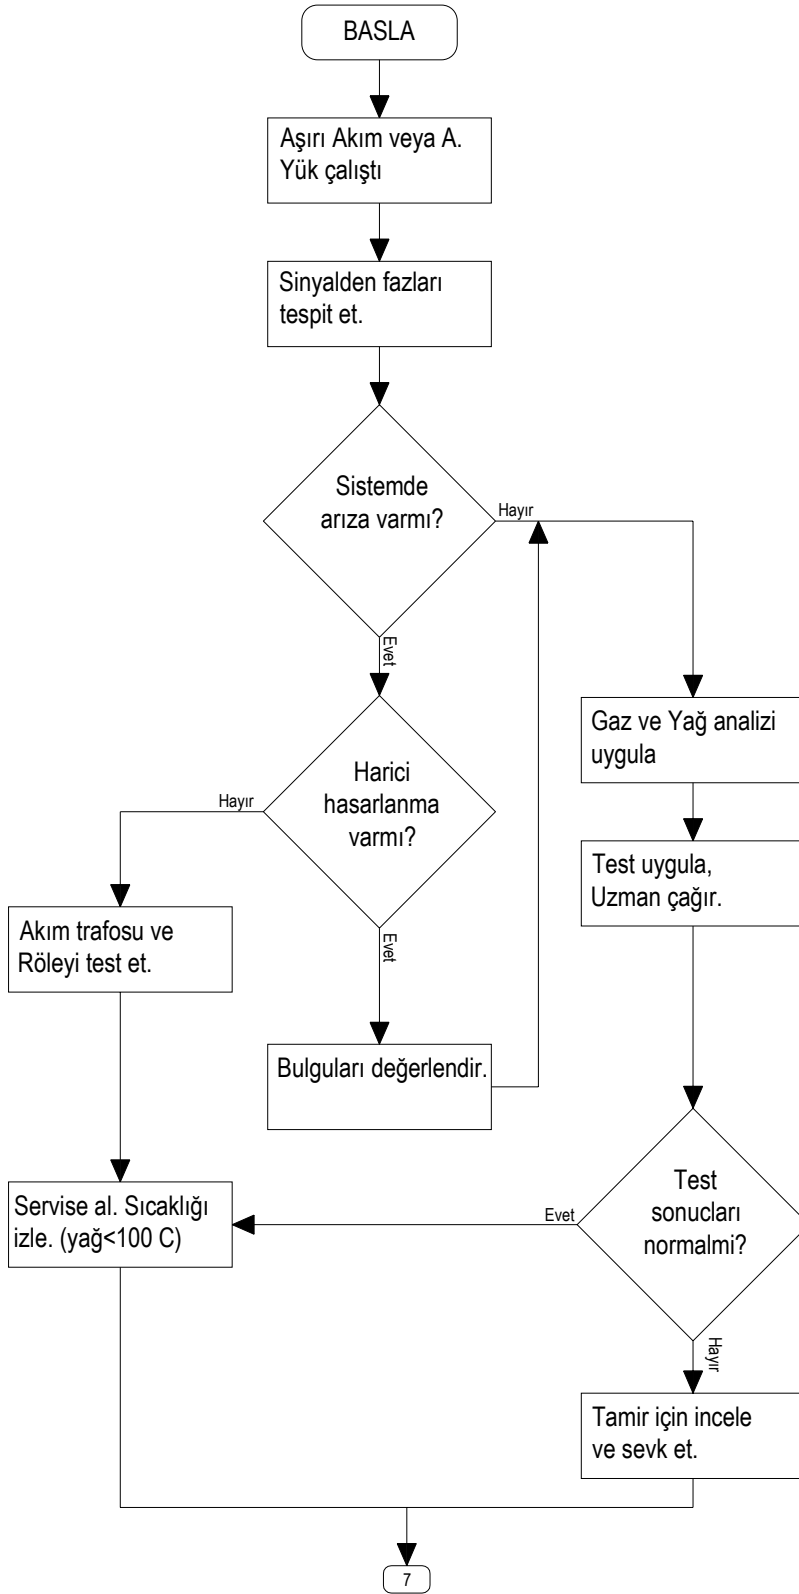 BASLA
Aşırı Akım veya A.
Yük çalıştı
Sinyalden fazları
tespit et.
Sistemde
arıza varmı?
Hayır
Evet
Harici
hasarlanma
varmı?
Hayır
Evet
Gaz ve Yağ analizi
uygula
Test uygula,
Uzman çağır.
Akım trafosu ve
Röleyi test et.
Bulguları değerlendir.
Servise al. Sıcaklığı
izle. (yağ<100 C)
Test
sonucları
normalmi?
Evet
Hayır
Tamir için incele
ve sevk et.
7